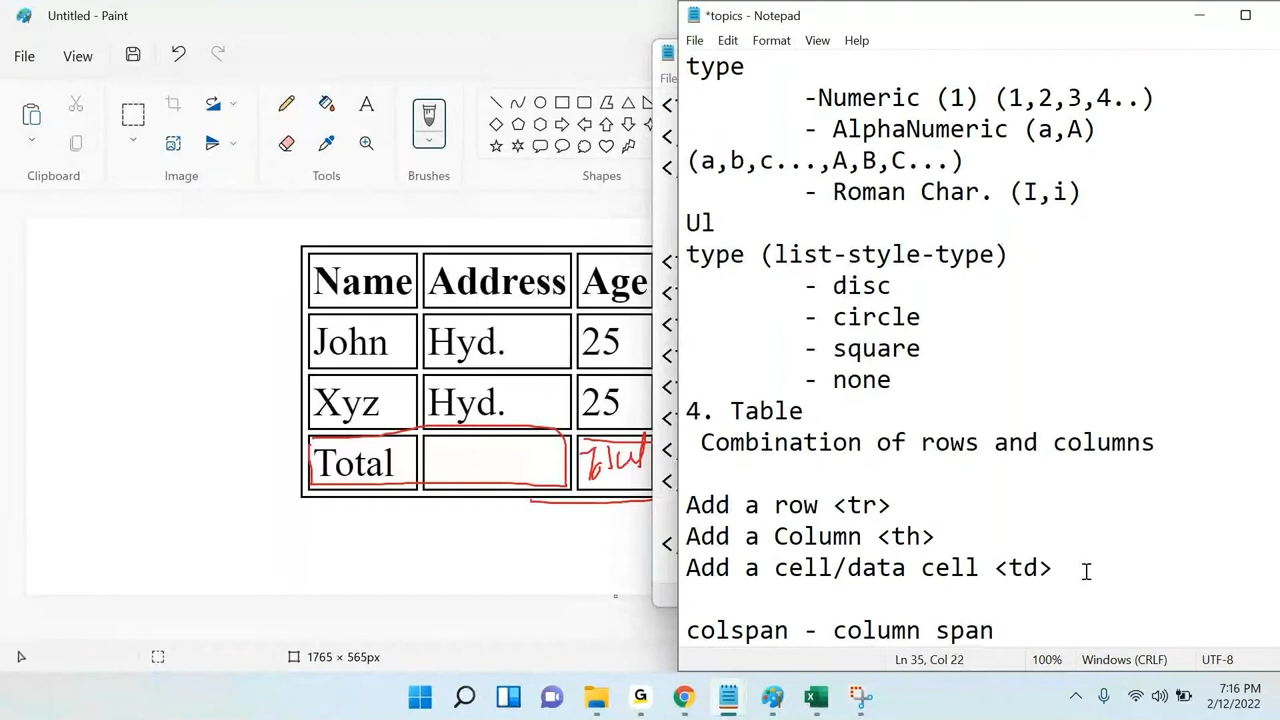 Untitled - Paint
File
View
Clipboard
Image
Tools
Brushes
Shapes
Name Address Age
John Hyd. 25
Xyz Hyd. 25
Total
1765 × 565px
File
*topics - Notepad
File Edit Format View Help
type
-Numeric (1) (1,2,3,4..)
- AlphaNumeric (a,A)
(a,b,c...,A,B,C...)
- Roman Char. (I,i)
Ul
type (list-style-type)
- disc
- circle
- square
- none
4. Table
Combination of rows and columns
Add a row <tr>
Add a Column <th>
Add a cell/data cell <td>
colspan - column span
Ln 35, Col 22
100%
Windows (CRLF)
UTF-8
7:16 PM
2/12/2022